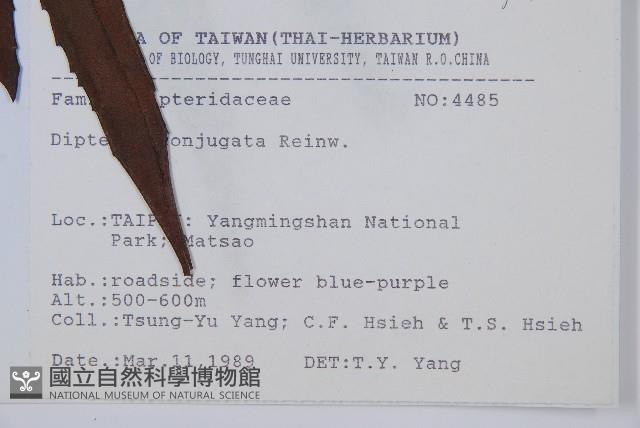 A OF TAIWAN(THAI-HERBARIUM)
OF BIOLOGY, TUNGHAI UNIVERSITY, TAIWAN R.O.CHINA
Fam pteridaceae NO:4485
Dipte onjugata Reinw.
Loc.:TAIP : Yangmingshan National
Park; Matsao
Hab.:roadside; flower blue-purple
Alt.:500-600m
Coll.:Tsung-Yu Yang; C.F. Hsieh & T.S. Hsieh
Date.:Mar.11,1989 DET:T.Y. Yang
國立自然科學博物館
NATIONAL MUSEUM OF NATURAL SCIENCE